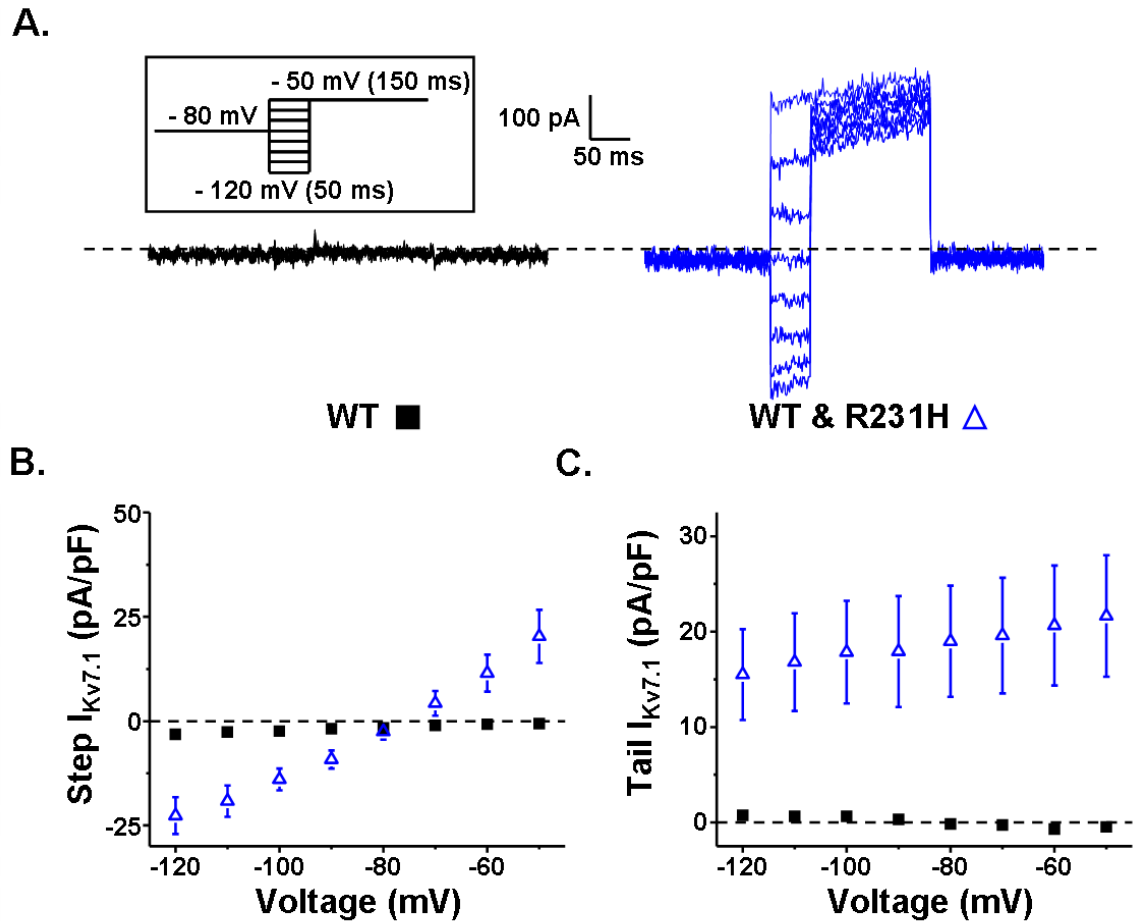 A.
- 50 mV (150 ms)
- 80 mV
- 120 mV (50 ms)
100 pA
50 ms
WT
WT & R231H
B.
Step IKv7.1 (pA/pF)
50
25
0
-25
-120
-100
-80
-60
Voltage (mV)
C.
Tail IKv7.1 (pA/pF)
30
20
10
0
-120
-100
-80
-60
Voltage (mV)